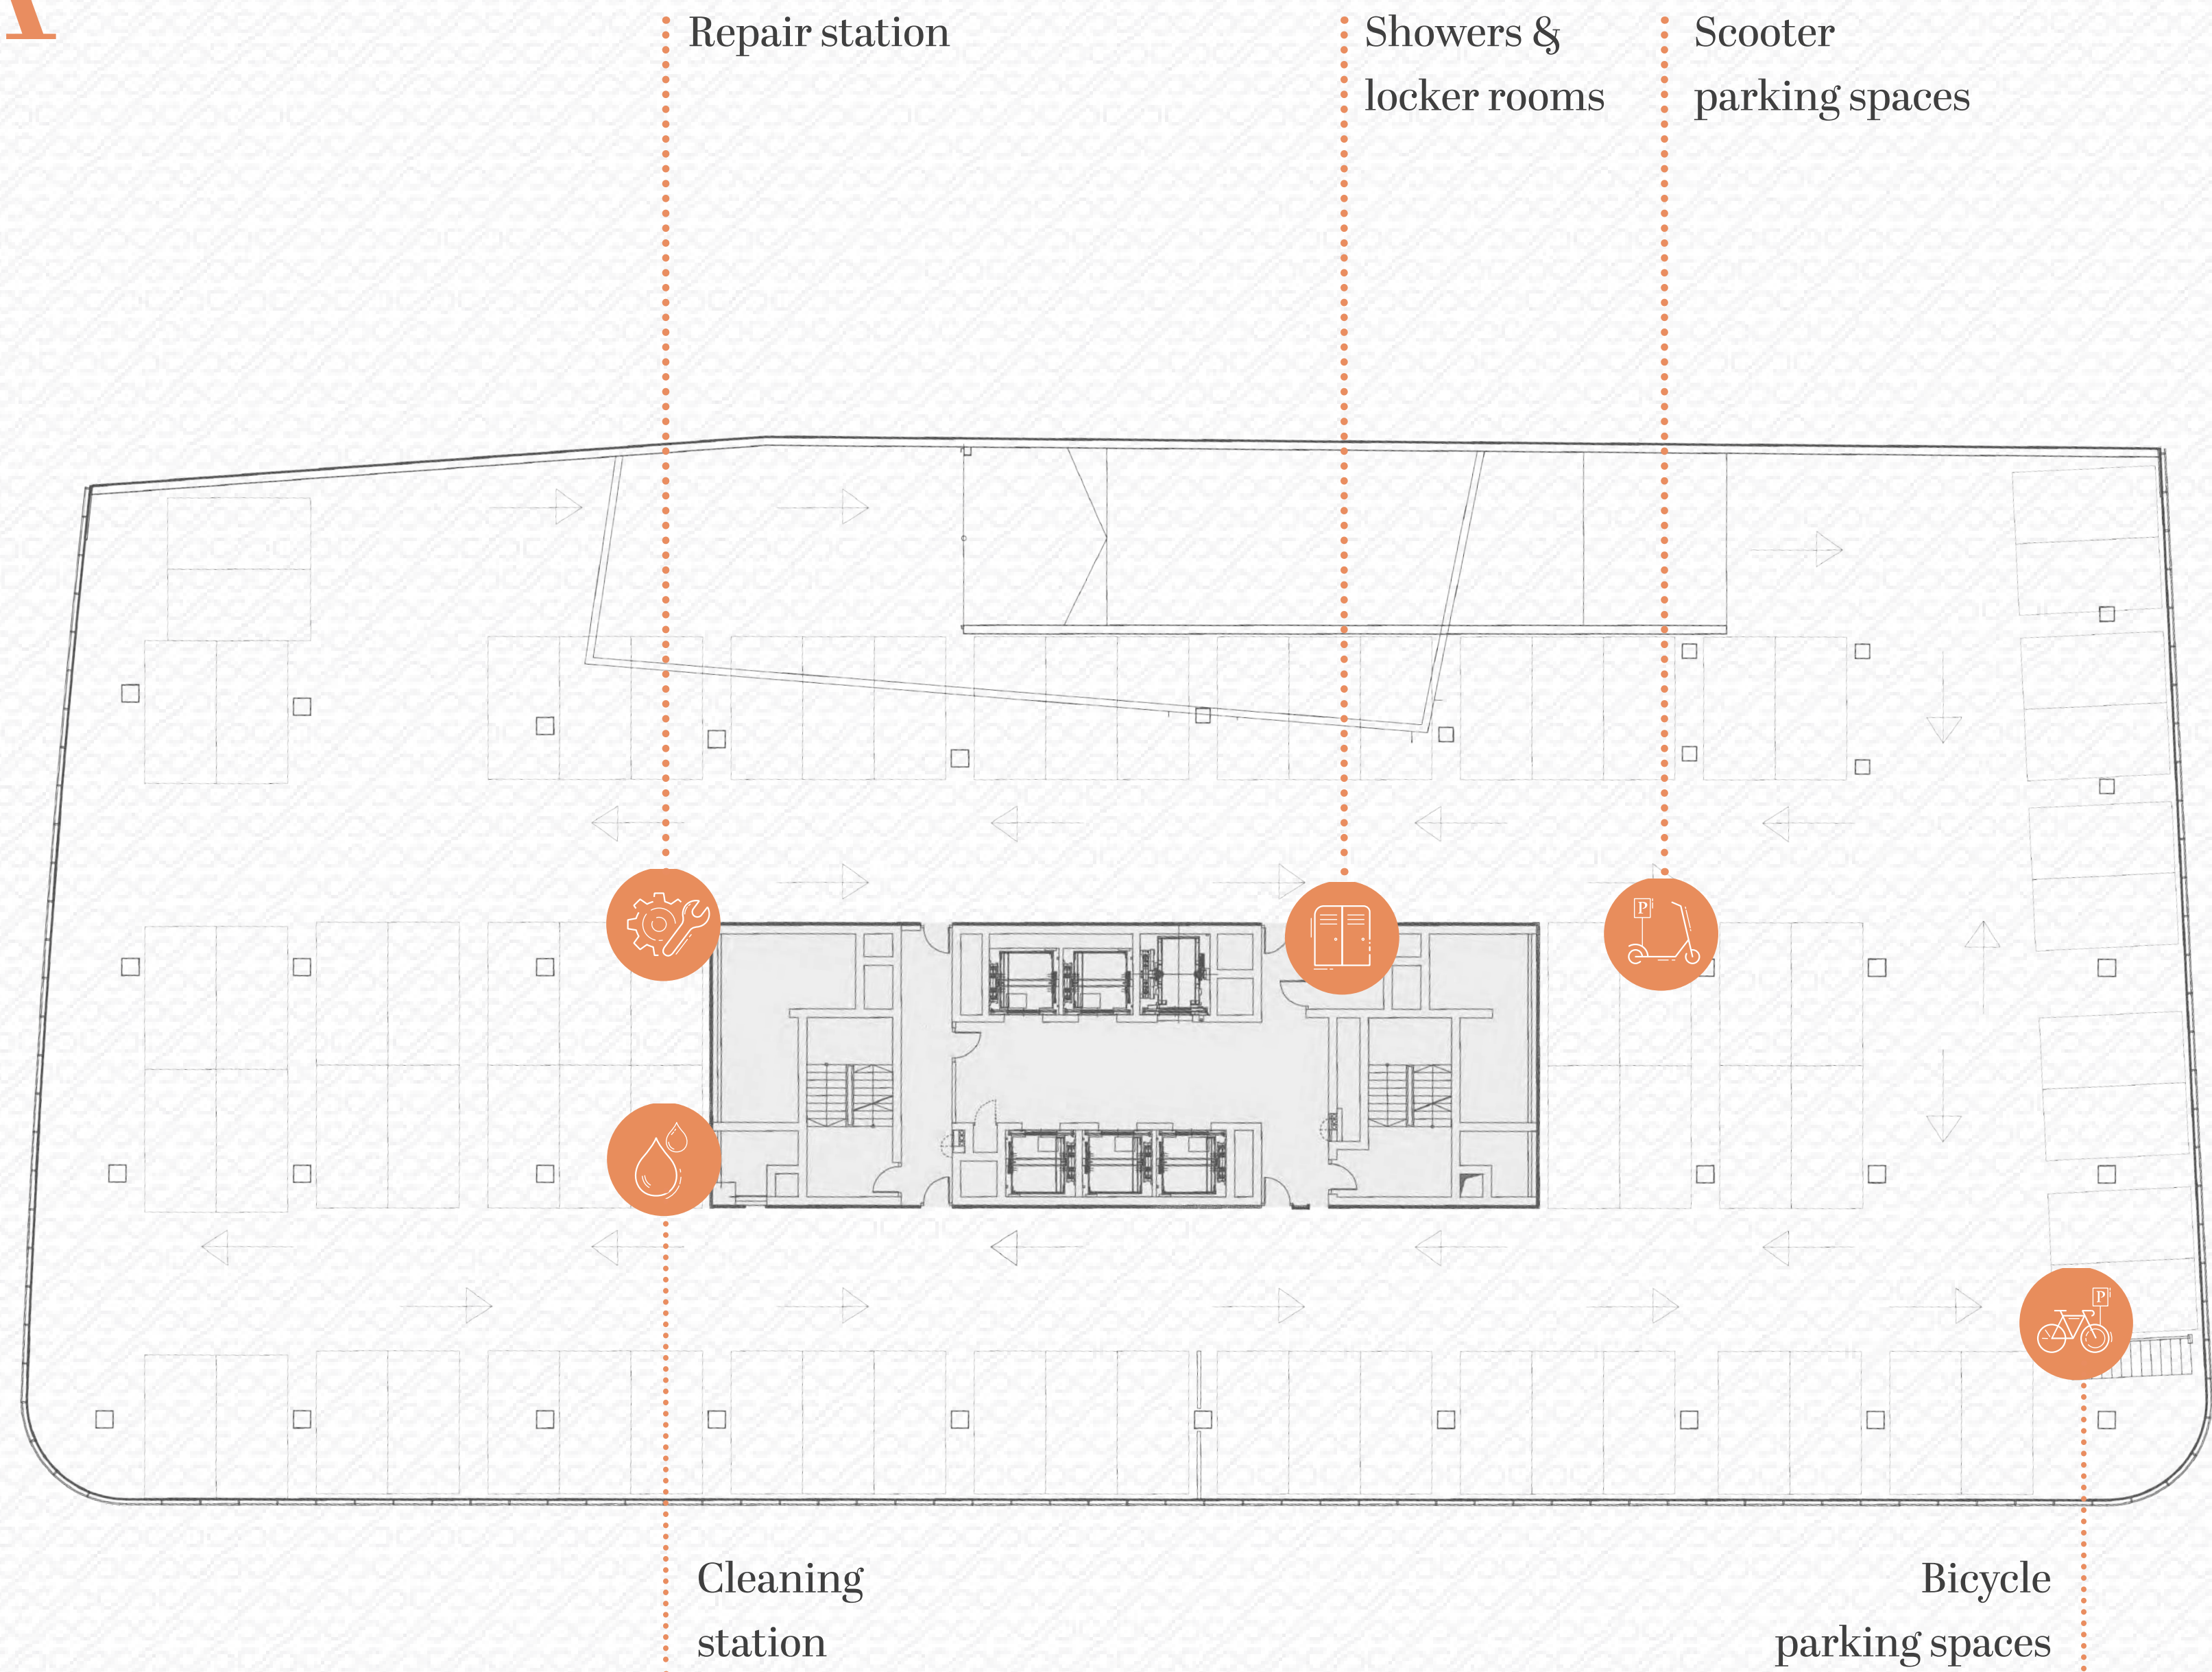 Repair station
Showers &
locker rooms
Scooter
parking spaces
P
P
Cleaning
station
Bicycle
parking spaces